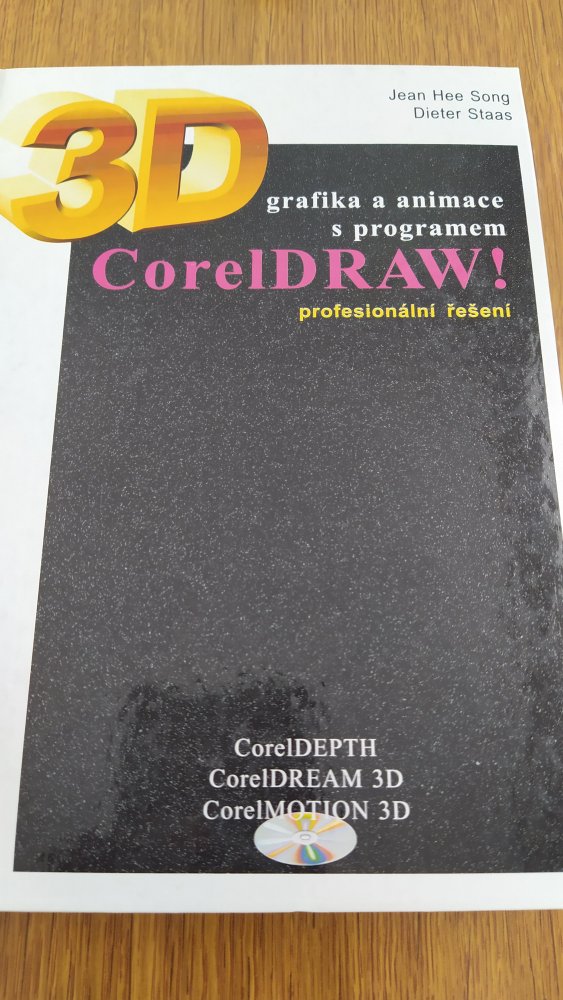 Jean Hee Song
Dieter Staas
3D
grafika a animace
s programem
CorelDRAW!
profesionální řešení
CorelDEPTH
CorelDREAM 3D
CorelMOTION 3D